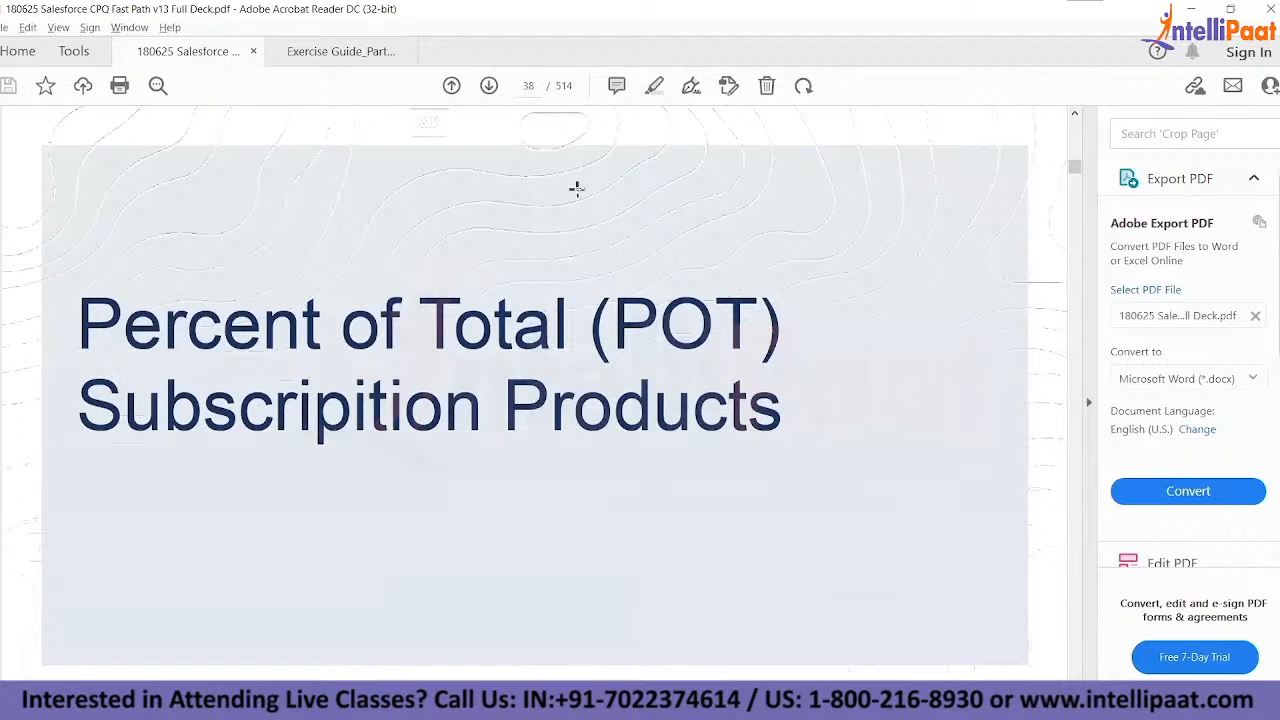 180625 Salesforce CPQ Fast Path v13 Full Deck.pdf - Adobe Acrobat Reader DC (32-bit)
le Edit View Sign Window Help
Home Tools 180625 Salesforce ... × Exercise Guide_Part...
Sign In
IntelliPaat
38 / 514
Search 'Crop Page'
Export PDF
Adobe Export PDF
Convert PDF Files to Word
or Excel Online
Select PDF File
180625 Sale...ll Deck.pdf
Convert to
Microsoft Word (*.docx)
Document Language:
English (U.S.) Change
Convert
Edit PDF
Convert, edit and e-sign PDF
forms & agreements
Free 7-Day Trial
Percent of Total (POT)
Subscripition Products
Interested in Attending Live Classes? Call Us: IN:+91-7022374614 / US: 1-800-216-8930 or www.intellipaat.com